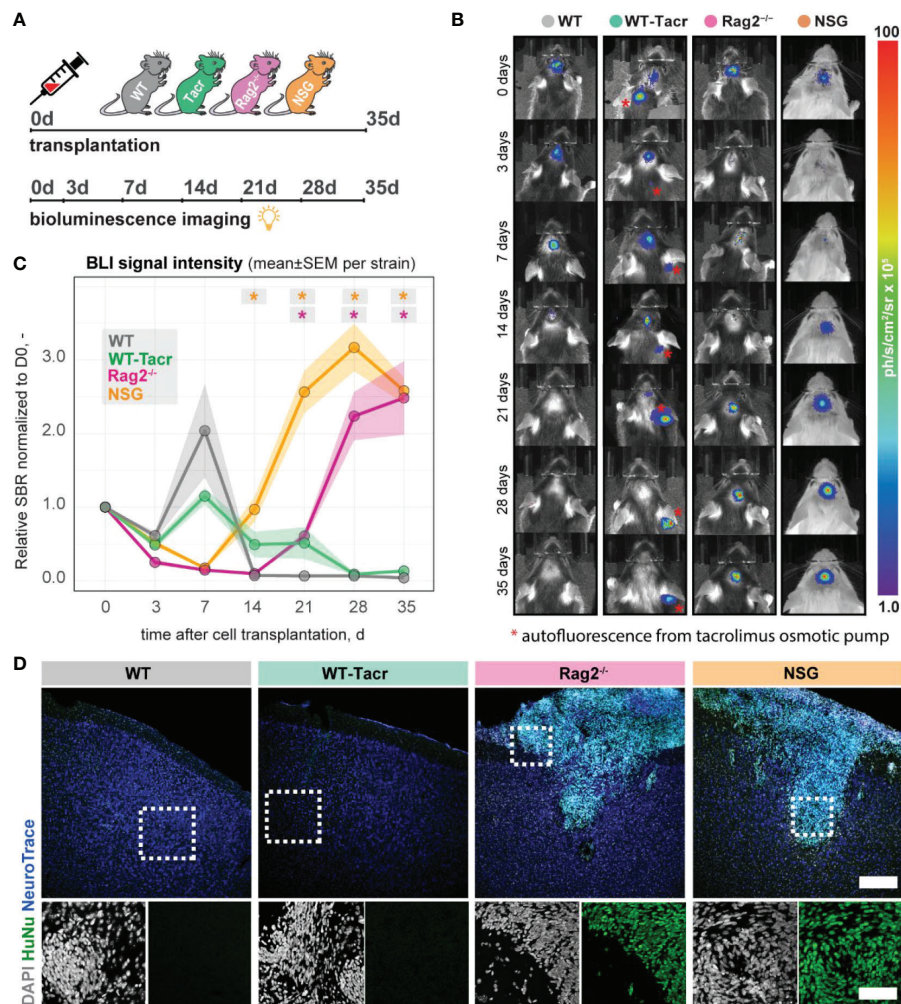 A
WT
Tacr
Rag2-/-
NSG
0d 35d
transplantation
0d 3d 7d 14d 21d 28d 35d
bioluminescence imaging
B
WT WT-Tacr Rag2⁻/⁻ NSG
0 days
3 days
7 days
14 days
21 days
28 days
35 days
100
ph/s/cm²/sr x 10⁵
1.0
* autofluorescence from tacrolimus osmotic pump
C
BLI signal intensity (mean±SEM per strain)
* * * *
* * *
WT
WT-Tacr
Rag2⁻/⁻
NSG
Relative SBR normalized to D0, -
3.0
2.0
1.0
0.0
0 3 7 14 21 28 35
time after cell transplantation, d
D
WT WT-Tacr Rag2⁻/⁻ NSG
DAPI HuNu NeuroTrace